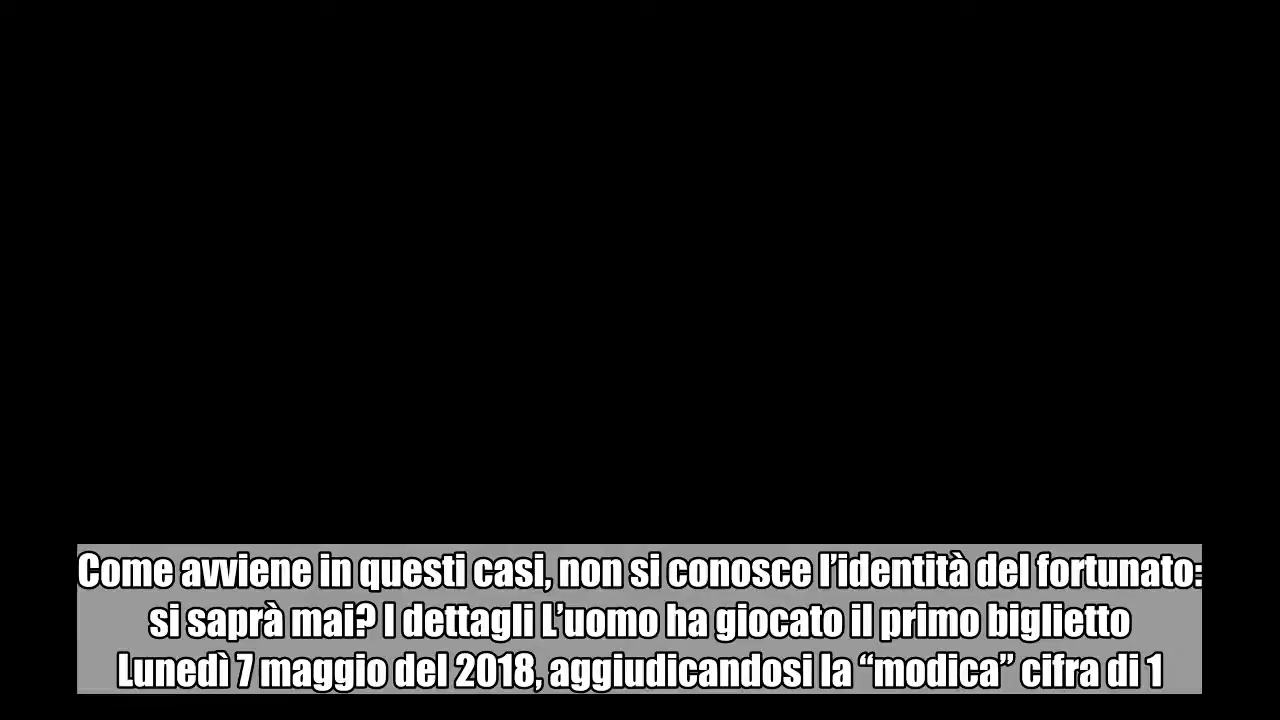 Come avviene in questi casi, non si conosce l’identità del fortunato:
si saprà mai? I dettagli L’uomo ha giocato il primo biglietto
Lunedì 7 maggio del 2018, aggiudicandosi la “modica” cifra di 1